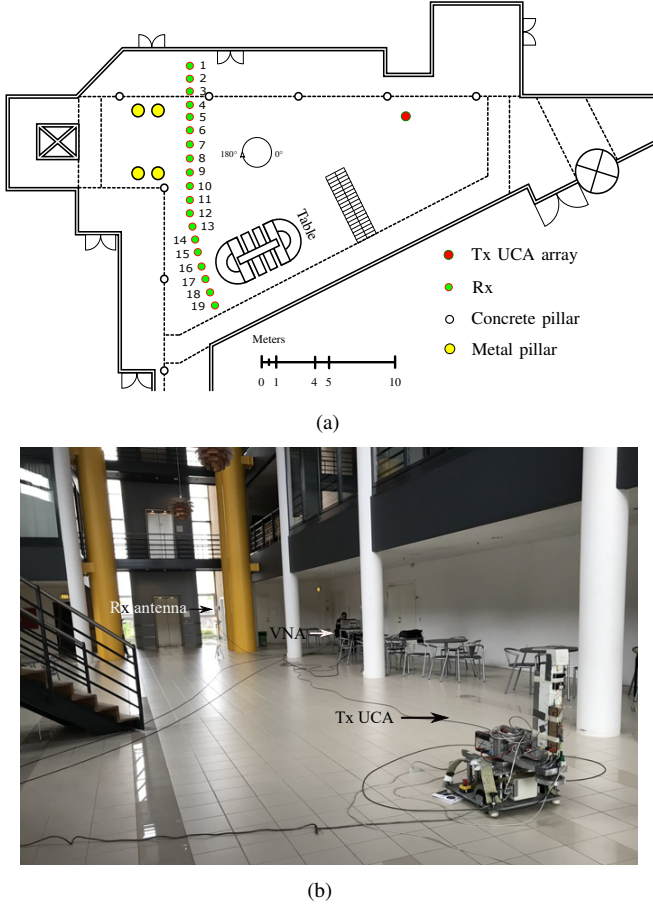 1
2
3
4
5
6
7
8
9
10
11
12
13
14
15
16
17
18
19
180° 0°
Table
Tx UCA array
Rx
Concrete pillar
Metal pillar
Meters
0 1 4 5 10
(a)
Rx antenna
VNA
Tx UCA
(b)